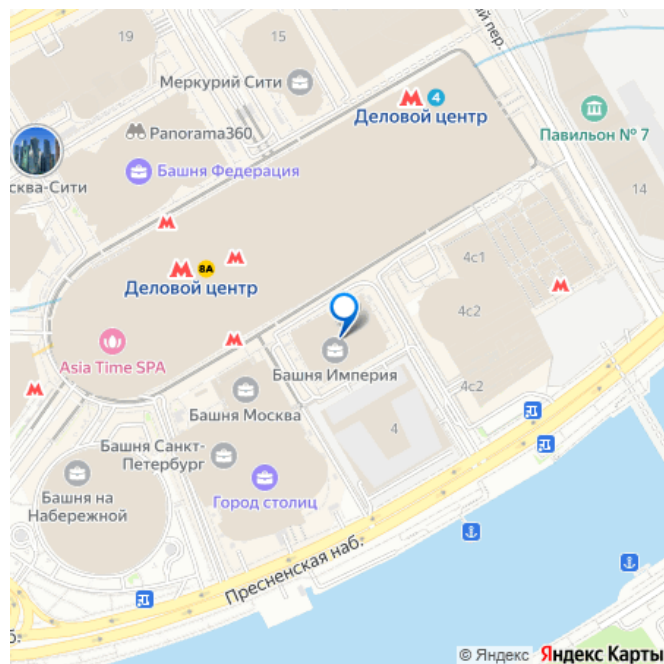 19
15
ый пер.
Меркурий Сити
4
Деловой центр
Panorama360
Павильон № 7
Башня Федерация
сква-Сити
14
8А
Деловой центр
4с1
4с2
Asia Time SPA
Башня Империя
4с2
Башня Москва
4
Башня Санкт-
Петербург
Башня на
Набережной
Город столиц
Пресненская наб.
б.
© Яндекс Яндекс Карты